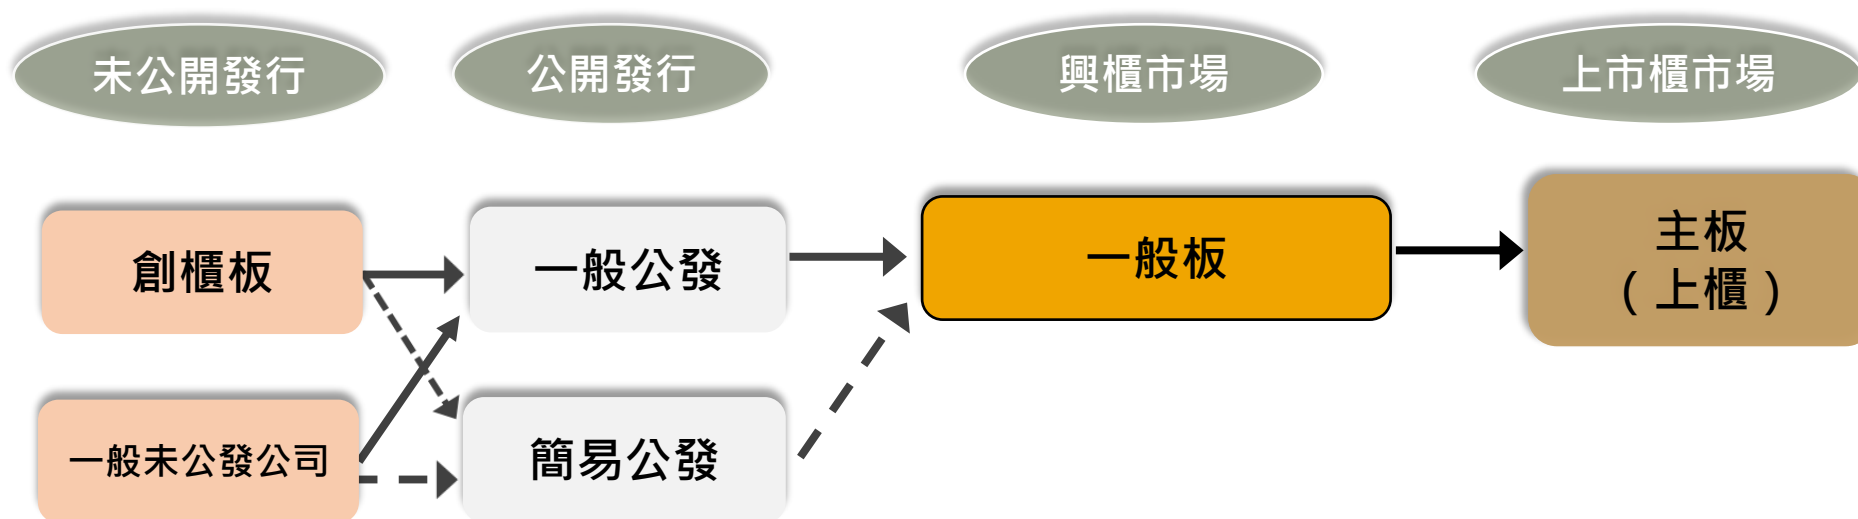 未公開發行
公開發行
興櫃市場
上市櫃市場
創櫃板
一般公發
一般板
主板
（上櫃）
一般未公發公司
簡易公發